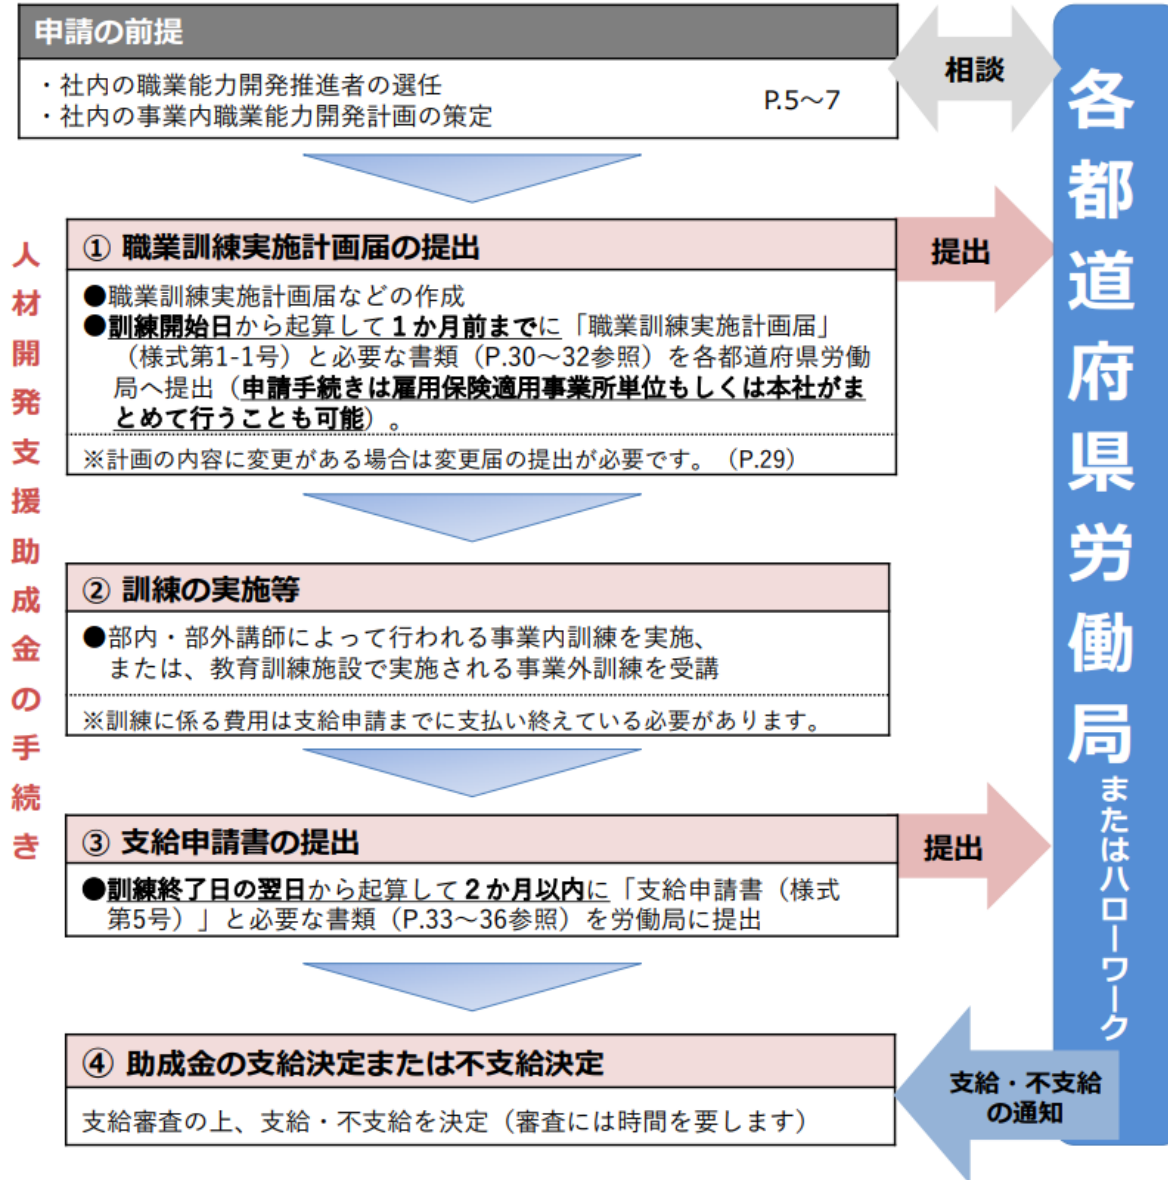 申請の前提
・社内の職業能力開発推進者の選任
・社内の事業内職業能力開発計画の策定
P.5～7
相談
人材開発支援助成金の手続き
① 職業訓練実施計画届の提出
●職業訓練実施計画届などの作成
●訓練開始日から起算して１か月前までに「職業訓練実施計画届」
（様式第1-1号）と必要な書類（P.30～32参照）を各都道府県労働
局へ提出（申請手続きは雇用保険適用事業所単位もしくは本社がま
とめて行うことも可能）。
※計画の内容に変更がある場合は変更届の提出が必要です。（P.29）
提出
② 訓練の実施等
●部内・部外講師によって行われる事業内訓練を実施、
または、教育訓練施設で実施される事業外訓練を受講
※訓練に係る費用は支給申請までに支払い終えている必要があります。
③ 支給申請書の提出
●訓練終了日の翌日から起算して２か月以内に「支給申請書（様式
第5号）」と必要な書類（P.33～36参照）を労働局に提出
提出
④ 助成金の支給決定または不支給決定
支給審査の上、支給・不支給を決定（審査には時間を要します）
支給・不支給
の通知
各都道府県労働局またはハローワーク